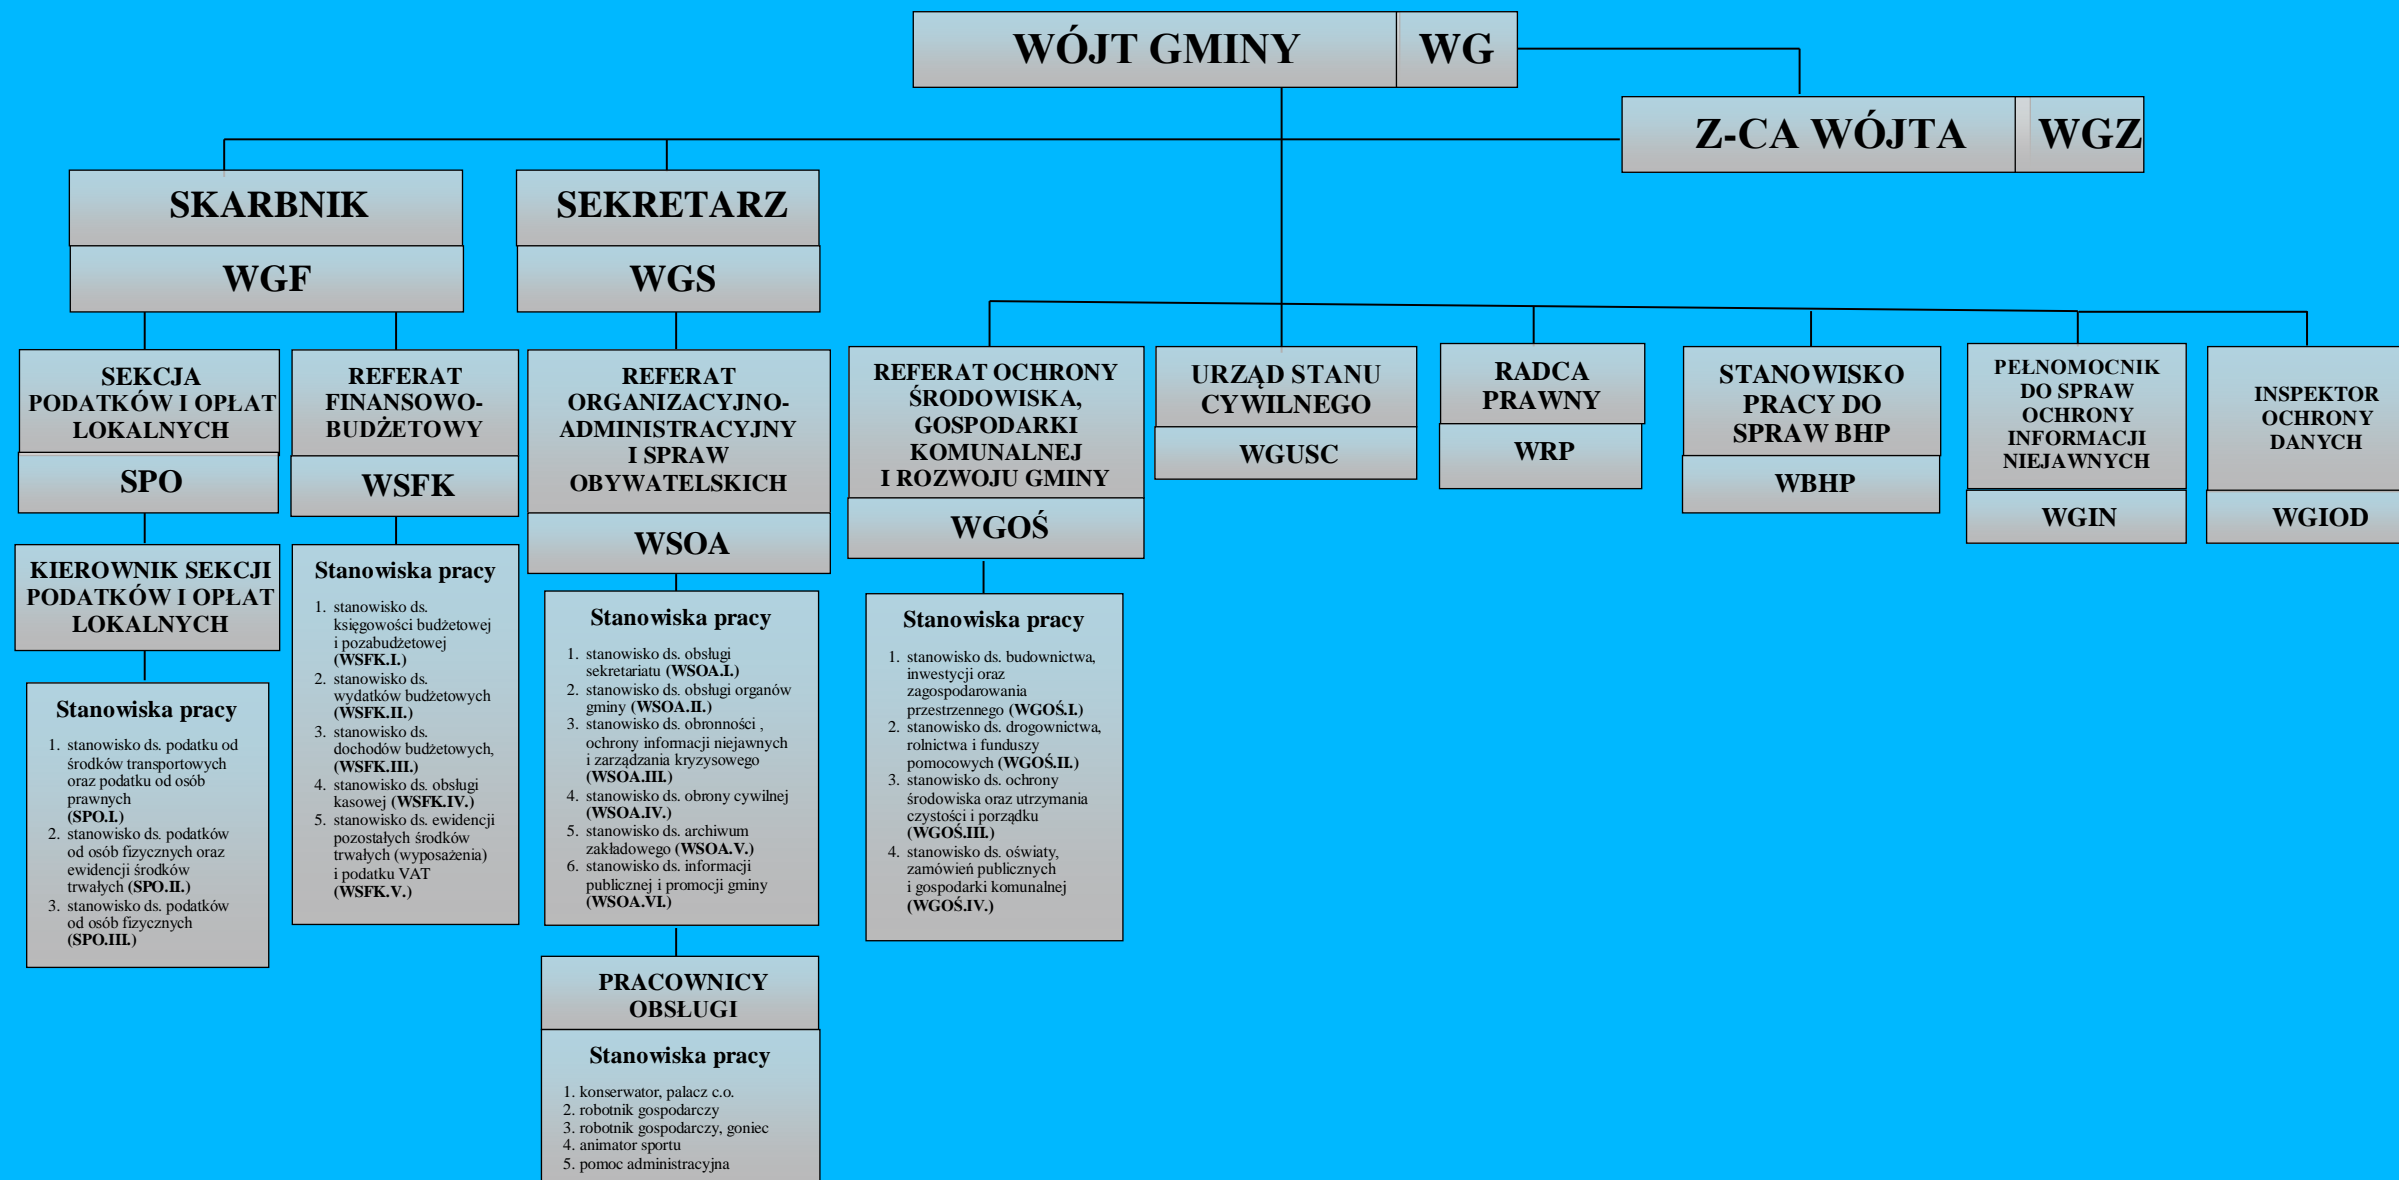 WÓJT GMINY
WG
Z-CA WÓJTA
WGZ
SKARBNIK
WGF
SEKRETARZ
WGS
SEKCJA
PODATKÓW I OPŁAT
LOKALNYCH
SPO
KIEROWNIK SEKCJI
PODATKÓW I OPŁAT
LOKALNYCH
Stanowiska pracy
1. stanowisko ds. podatku od
środków transportowych
oraz podatku od osób
prawnych
(SPO.I.)
2. stanowisko ds. podatków
od osób fizycznych oraz
ewidencji środków
trwałych (SPO.II.)
3. stanowisko ds. podatków
od osób fizycznych
(SPO.III.)
REFERAT
FINANSOWO-
BUDŻETOWY
WSFK
Stanowiska pracy
1. stanowisko ds.
księgowości budżetowej
i pozabudżetowej
(WSFK.I.)
2. stanowisko ds.
wydatków budżetowych
(WSFK.II.)
3. stanowisko ds.
dochodów budżetowych,
(WSFK.III.)
4. stanowisko ds. obsługi
kasowej (WSFK.IV.)
5. stanowisko ds. ewidencji
pozostałych środków
trwałych (wyposażenia)
i podatku VAT
(WSFK.V.)
REFERAT
ORGANIZACYJNO-
ADMINISTRACYJNY
I SPRAW
OBYWATELSKICH
WSOA
Stanowiska pracy
1. stanowisko ds. obsługi
sekretariatu (WSOA.I.)
2. stanowisko ds. obsługi organów
gminy (WSOA.II.)
3. stanowisko ds. obronności ,
ochrony informacji niejawnych
i zarządzania kryzysowego
(WSOA.III.)
4. stanowisko ds. obrony cywilnej
(WSOA.IV.)
5. stanowisko ds. archiwum
zakładowego (WSOA.V.)
6. stanowisko ds. informacji
publicznej i promocji gminy
(WSOA.VI.)
PRACOWNICY
OBSŁUGI
Stanowiska pracy
1. konserwator, palacz c.o.
2. robotnik gospodarczy
3. robotnik gospodarczy, goniec
4. animator sportu
5. pomoc administracyjna
REFERAT OCHRONY
ŚRODOWISKA,
GOSPODARKI
KOMUNALNEJ
I ROZWOJU GMINY
WGOŚ
Stanowiska pracy
1. stanowisko ds. budownictwa,
inwestycji oraz
zagospodarowania
przestrzennego (WGOŚ.I.)
2. stanowisko ds. drogownictwa,
rolnictwa i funduszy
pomocowych (WGOŚ.II.)
3. stanowisko ds. ochrony
środowiska oraz utrzymania
czystości i porządku
(WGOŚ.III.)
4. stanowisko ds. oświaty,
zamówień publicznych
i gospodarki komunalnej
(WGOŚ.IV.)
URZĄD STANU
CYWILNEGO
WGUSC
RADCA
PRAWNY
WRP
STANOWISKO
PRACY DO
SPRAW BHP
WBHP
PEŁNOMOCNIK
DO SPRAW
OCHRONY
INFORMACJI
NIEJAWNYCH
WGIN
INSPEKTOR
OCHRONY
DANYCH
WGIOD